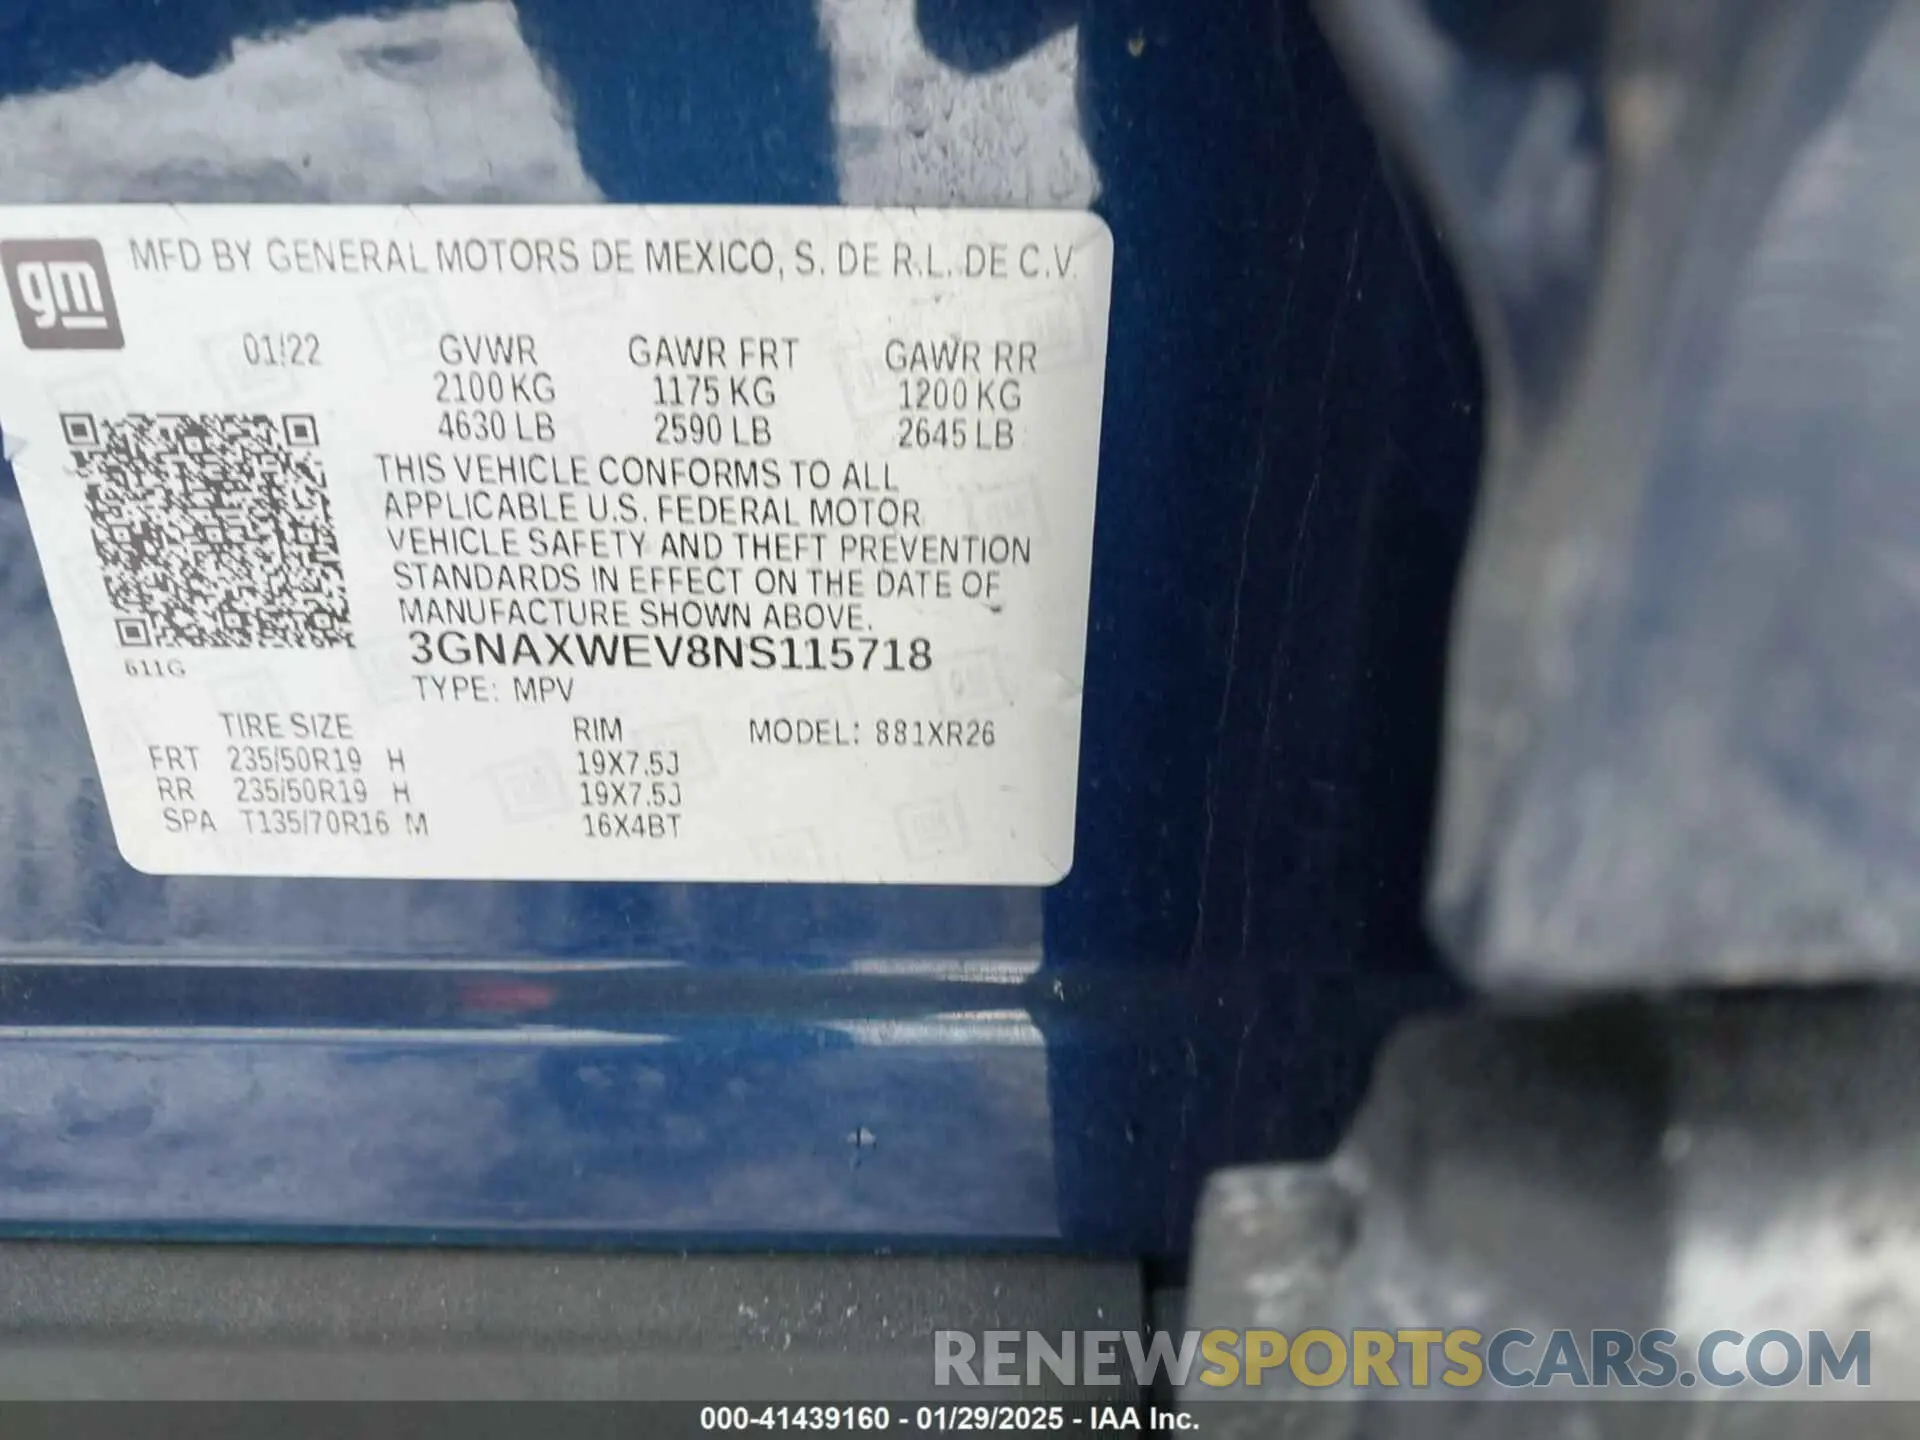 gm
MFD BY GENERAL MOTORS DE MEXICO, S. DE R.L. DE C.V.
01/22 GVWR GAWR FRT GAWR RR
2100 KG 1175 KG 1200 KG
4630 LB 2590 LB 2645 LB
THIS VEHICLE CONFORMS TO ALL
APPLICABLE U.S. FEDERAL MOTOR
VEHICLE SAFETY AND THEFT PREVENTION
STANDARDS IN EFFECT ON THE DATE OF
MANUFACTURE SHOWN ABOVE.
3GNAXWEV8NS115718
611G
TYPE: MPV
TIRE SIZE RIM MODEL: 881XR26
FRT 235/50R19 H 19X7.5J
RR 235/50R19 H 19X7.5J
SPA T135/70R16 M 16X4BT
RENEWSPORTSCARS.COM
000-41439160 - 01/29/2025 - IAA Inc.